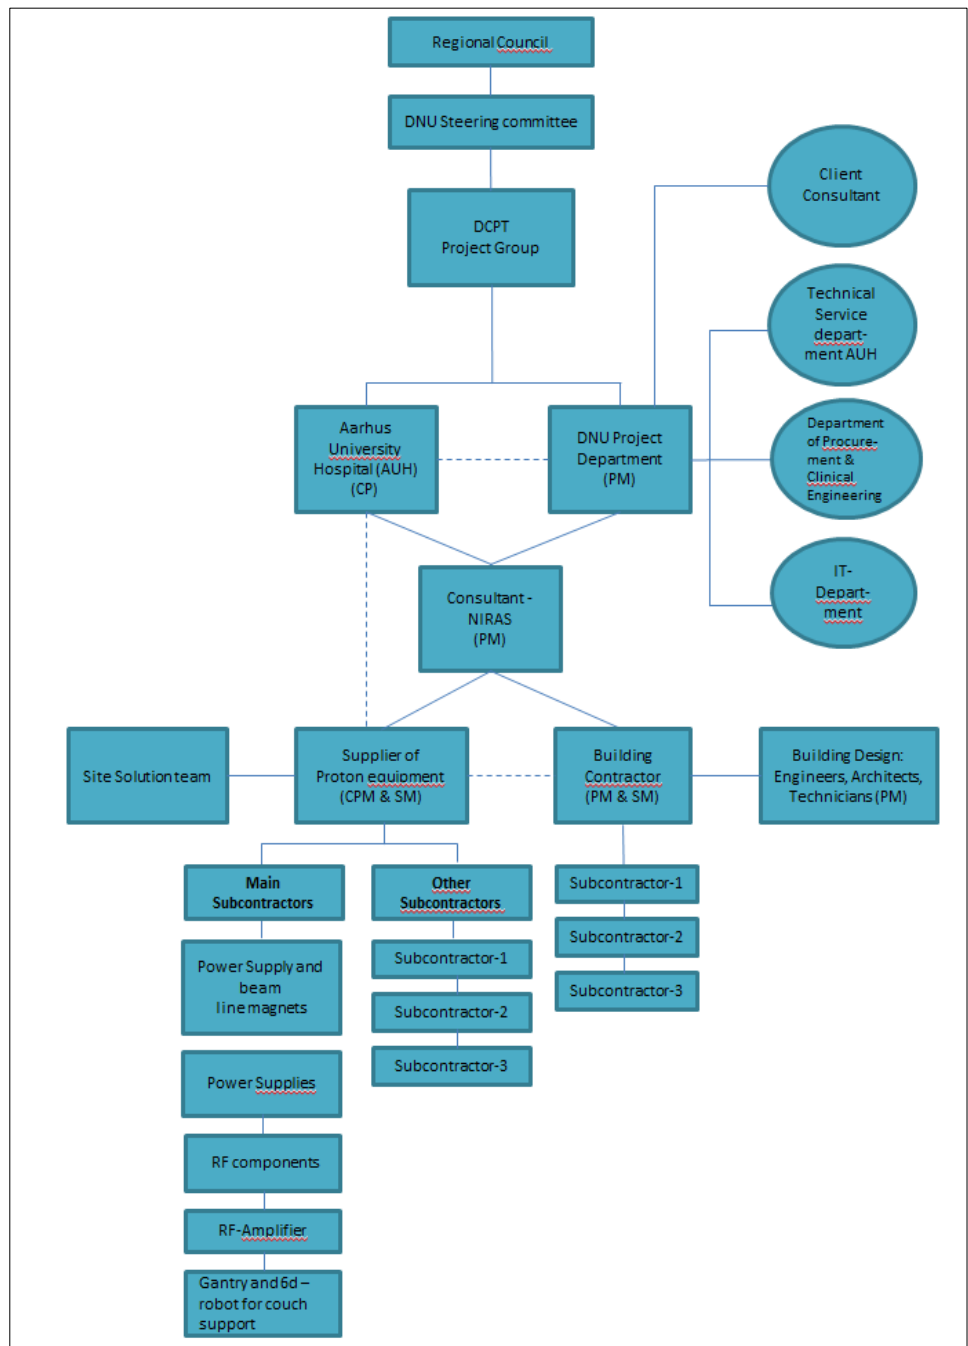 Regional Council
DNU Steering committee
DCPT
Project Group
Client
Consultant
Technical
Service
depart-
ment AUH
Aarhus
University
Hospital (AUH)
(CP)
DNU Project
Department
(PM)
Department
of Procure-
ment &
Clinical
Engineering
IT-
Depart-
ment
Consultant -
NIRAS
(PM)
Site Solution team
Supplier of
Proton equipment
(CPM & SM)
Building
Contractor
(PM & SM)
Building Design:
Engineers, Architects,
Technicians (PM)
Main
Subcontractors
Power Supply and
beam
line magnets
Power Supplies
RF components
RF-Amplifier
Gantry and 6d –
robot for couch
support
Other
Subcontractors
Subcontractor-1
Subcontractor-2
Subcontractor-3
Subcontractor-1
Subcontractor-2
Subcontractor-3